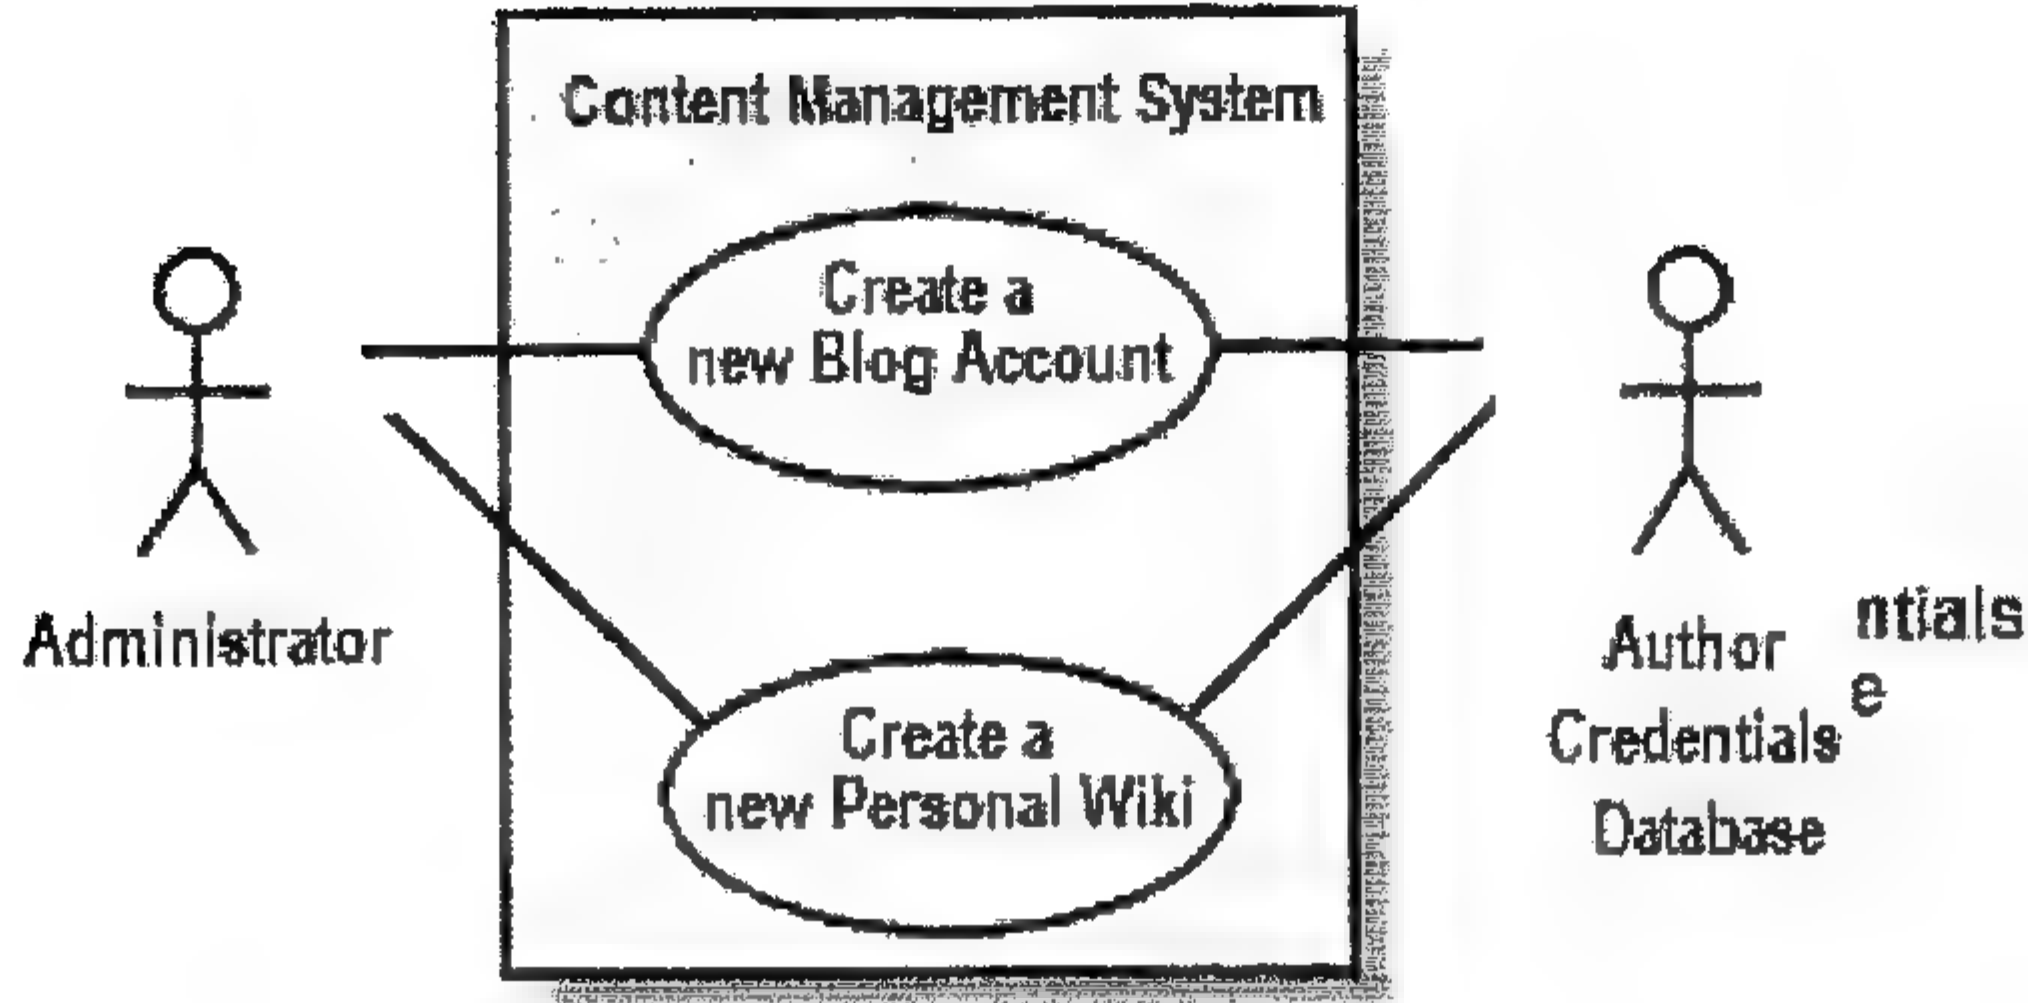 Content Management System
Create a
new Blog Account
Administrator
Create a
new Personal Wiki
Author
Credentials
Database
ntials
e